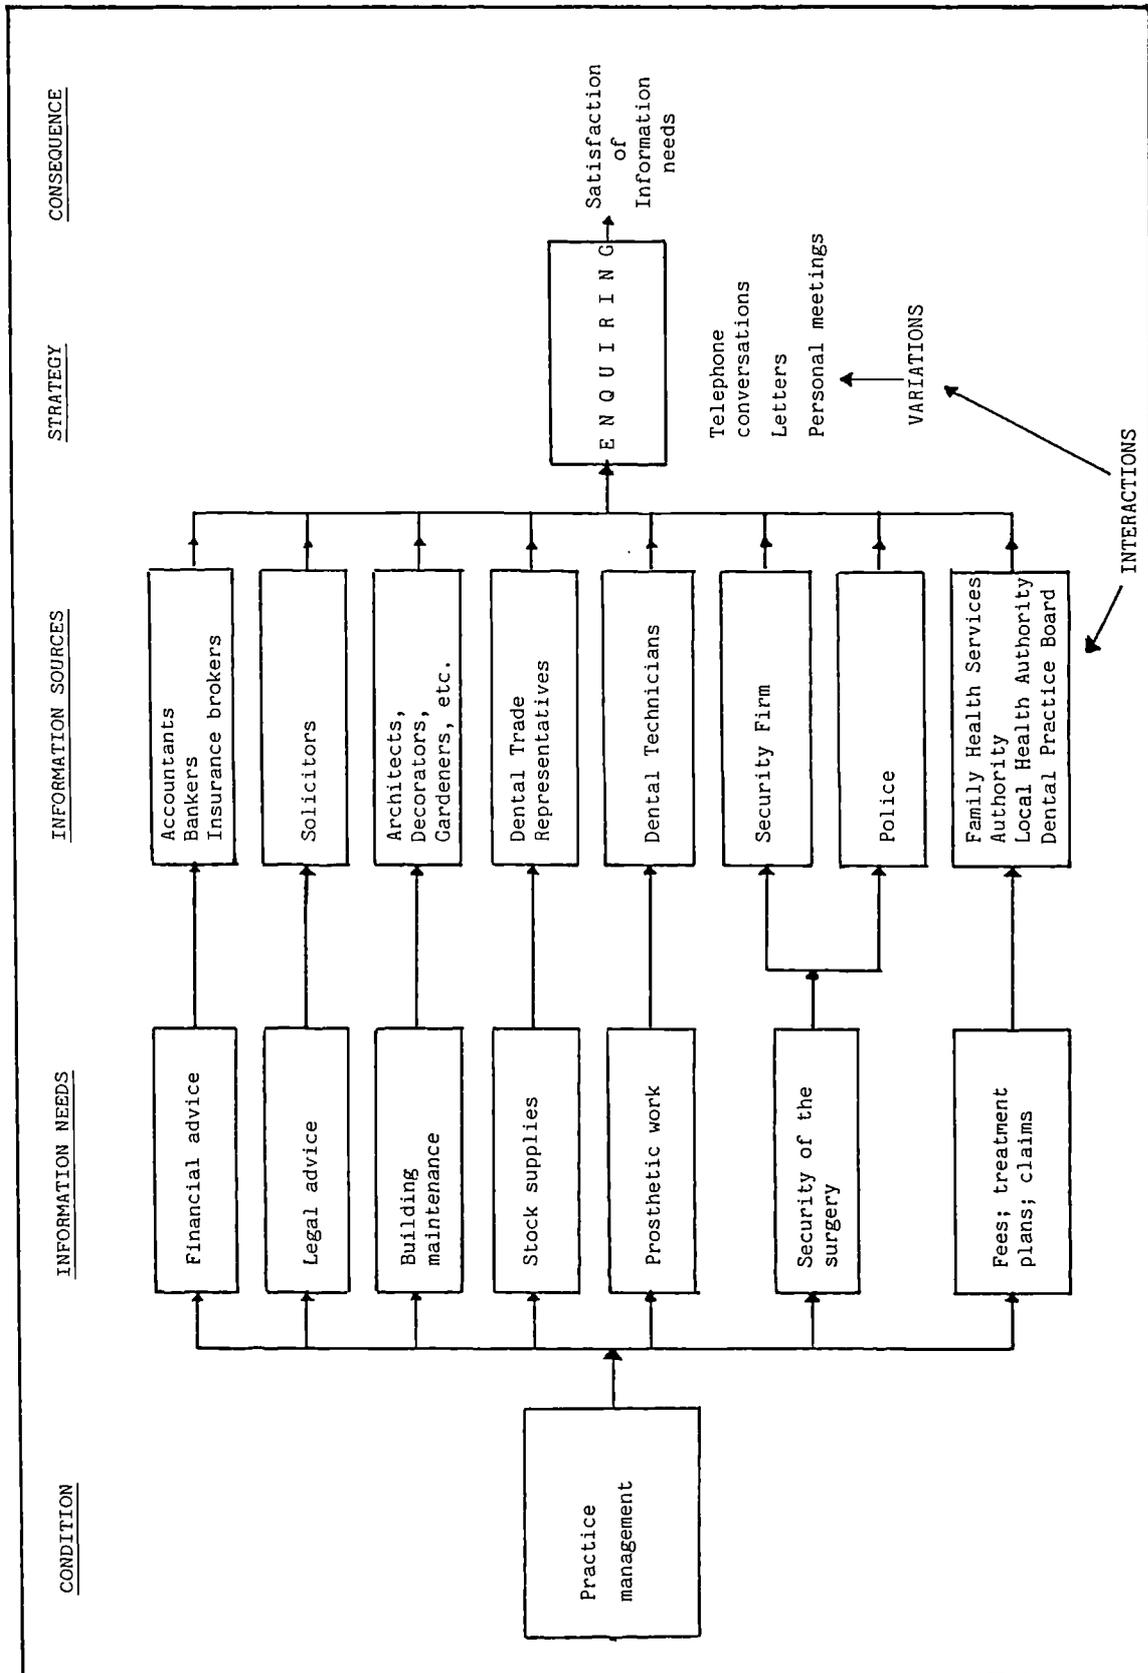 CONDITION
INFORMATION NEEDS
INFORMATION SOURCES
STRATEGY
CONSEQUENCE
Practice
management
Financial advice
Legal advice
Building
maintenance
Stock supplies
Prosthetic work
Security of the
surgery
Fees; treatment
plans; claims
Accountants
Bankers
Insurance brokers
Solicitors
Architects,
Decorators,
Gardeners, etc.
Dental Trade
Representatives
Dental Technicians
Security Firm
Police
Family Health Services
Authority
Local Health Authority
Dental Practice Board
E N Q U I R I N G
Telephone
conversations
Letters
Personal meetings
VARIATIONS
INTERACTIONS
Satisfaction
of
Information
needs